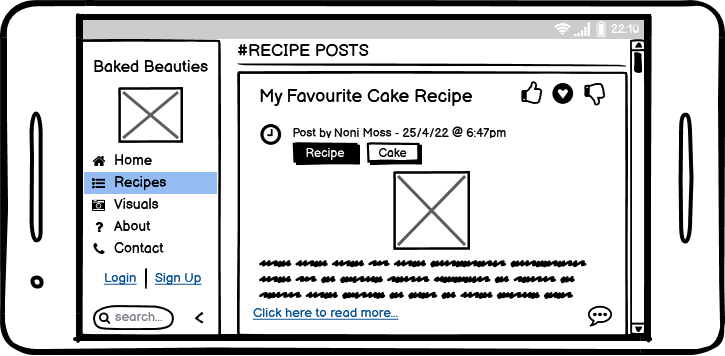 22:10
Baked Beauties
Home
Recipes
Visuals
About
Contact
Login
Sign Up
search...
#RECIPE POSTS
My Favourite Cake Recipe
Post by Noni Moss - 25/4/22 @ 6:47pm
Recipe
Cake
Click here to read more...